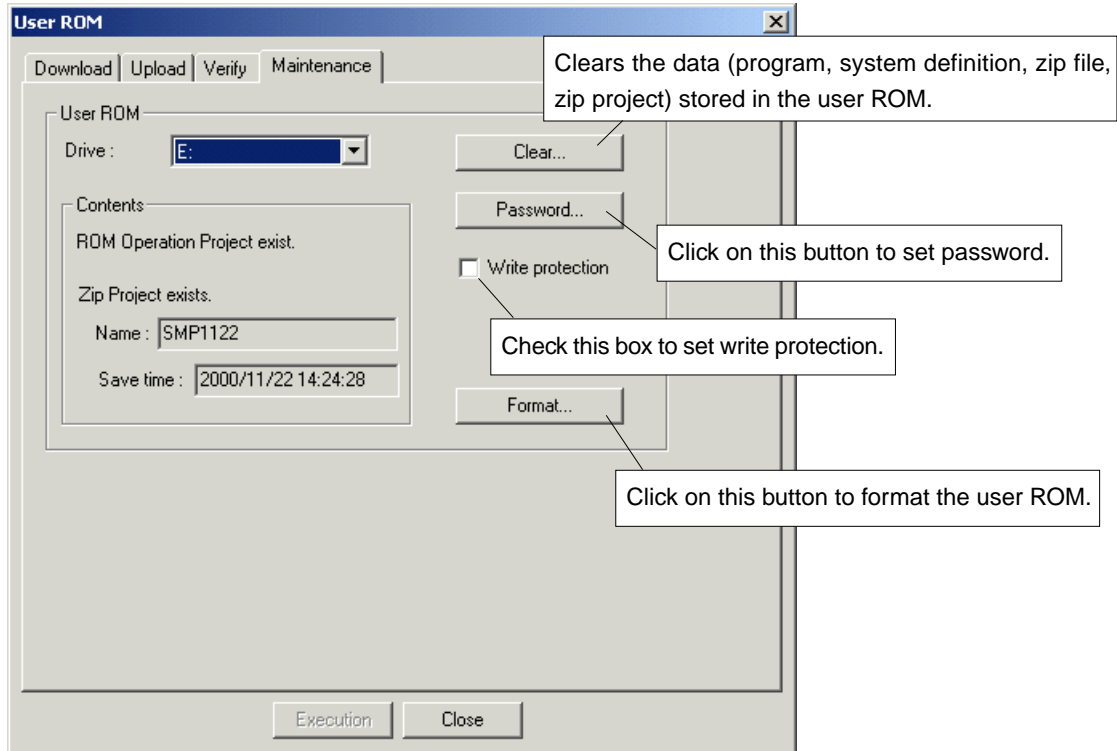 User ROM
Download
Upload
Verify
Maintenance
Clears the data (program, system definition, zip file,
zip project) stored in the user ROM.
User ROM
Drive :
E:
Clear...
Contents
Password...
ROM Operation Project exist.
Click on this button to set password.
Write protection
Zip Project exists.
Name :
SMP1122
Check this box to set write protection.
Save time :
2000/11/22 14:24:28
Format...
Click on this button to format the user ROM.
Execution
Close